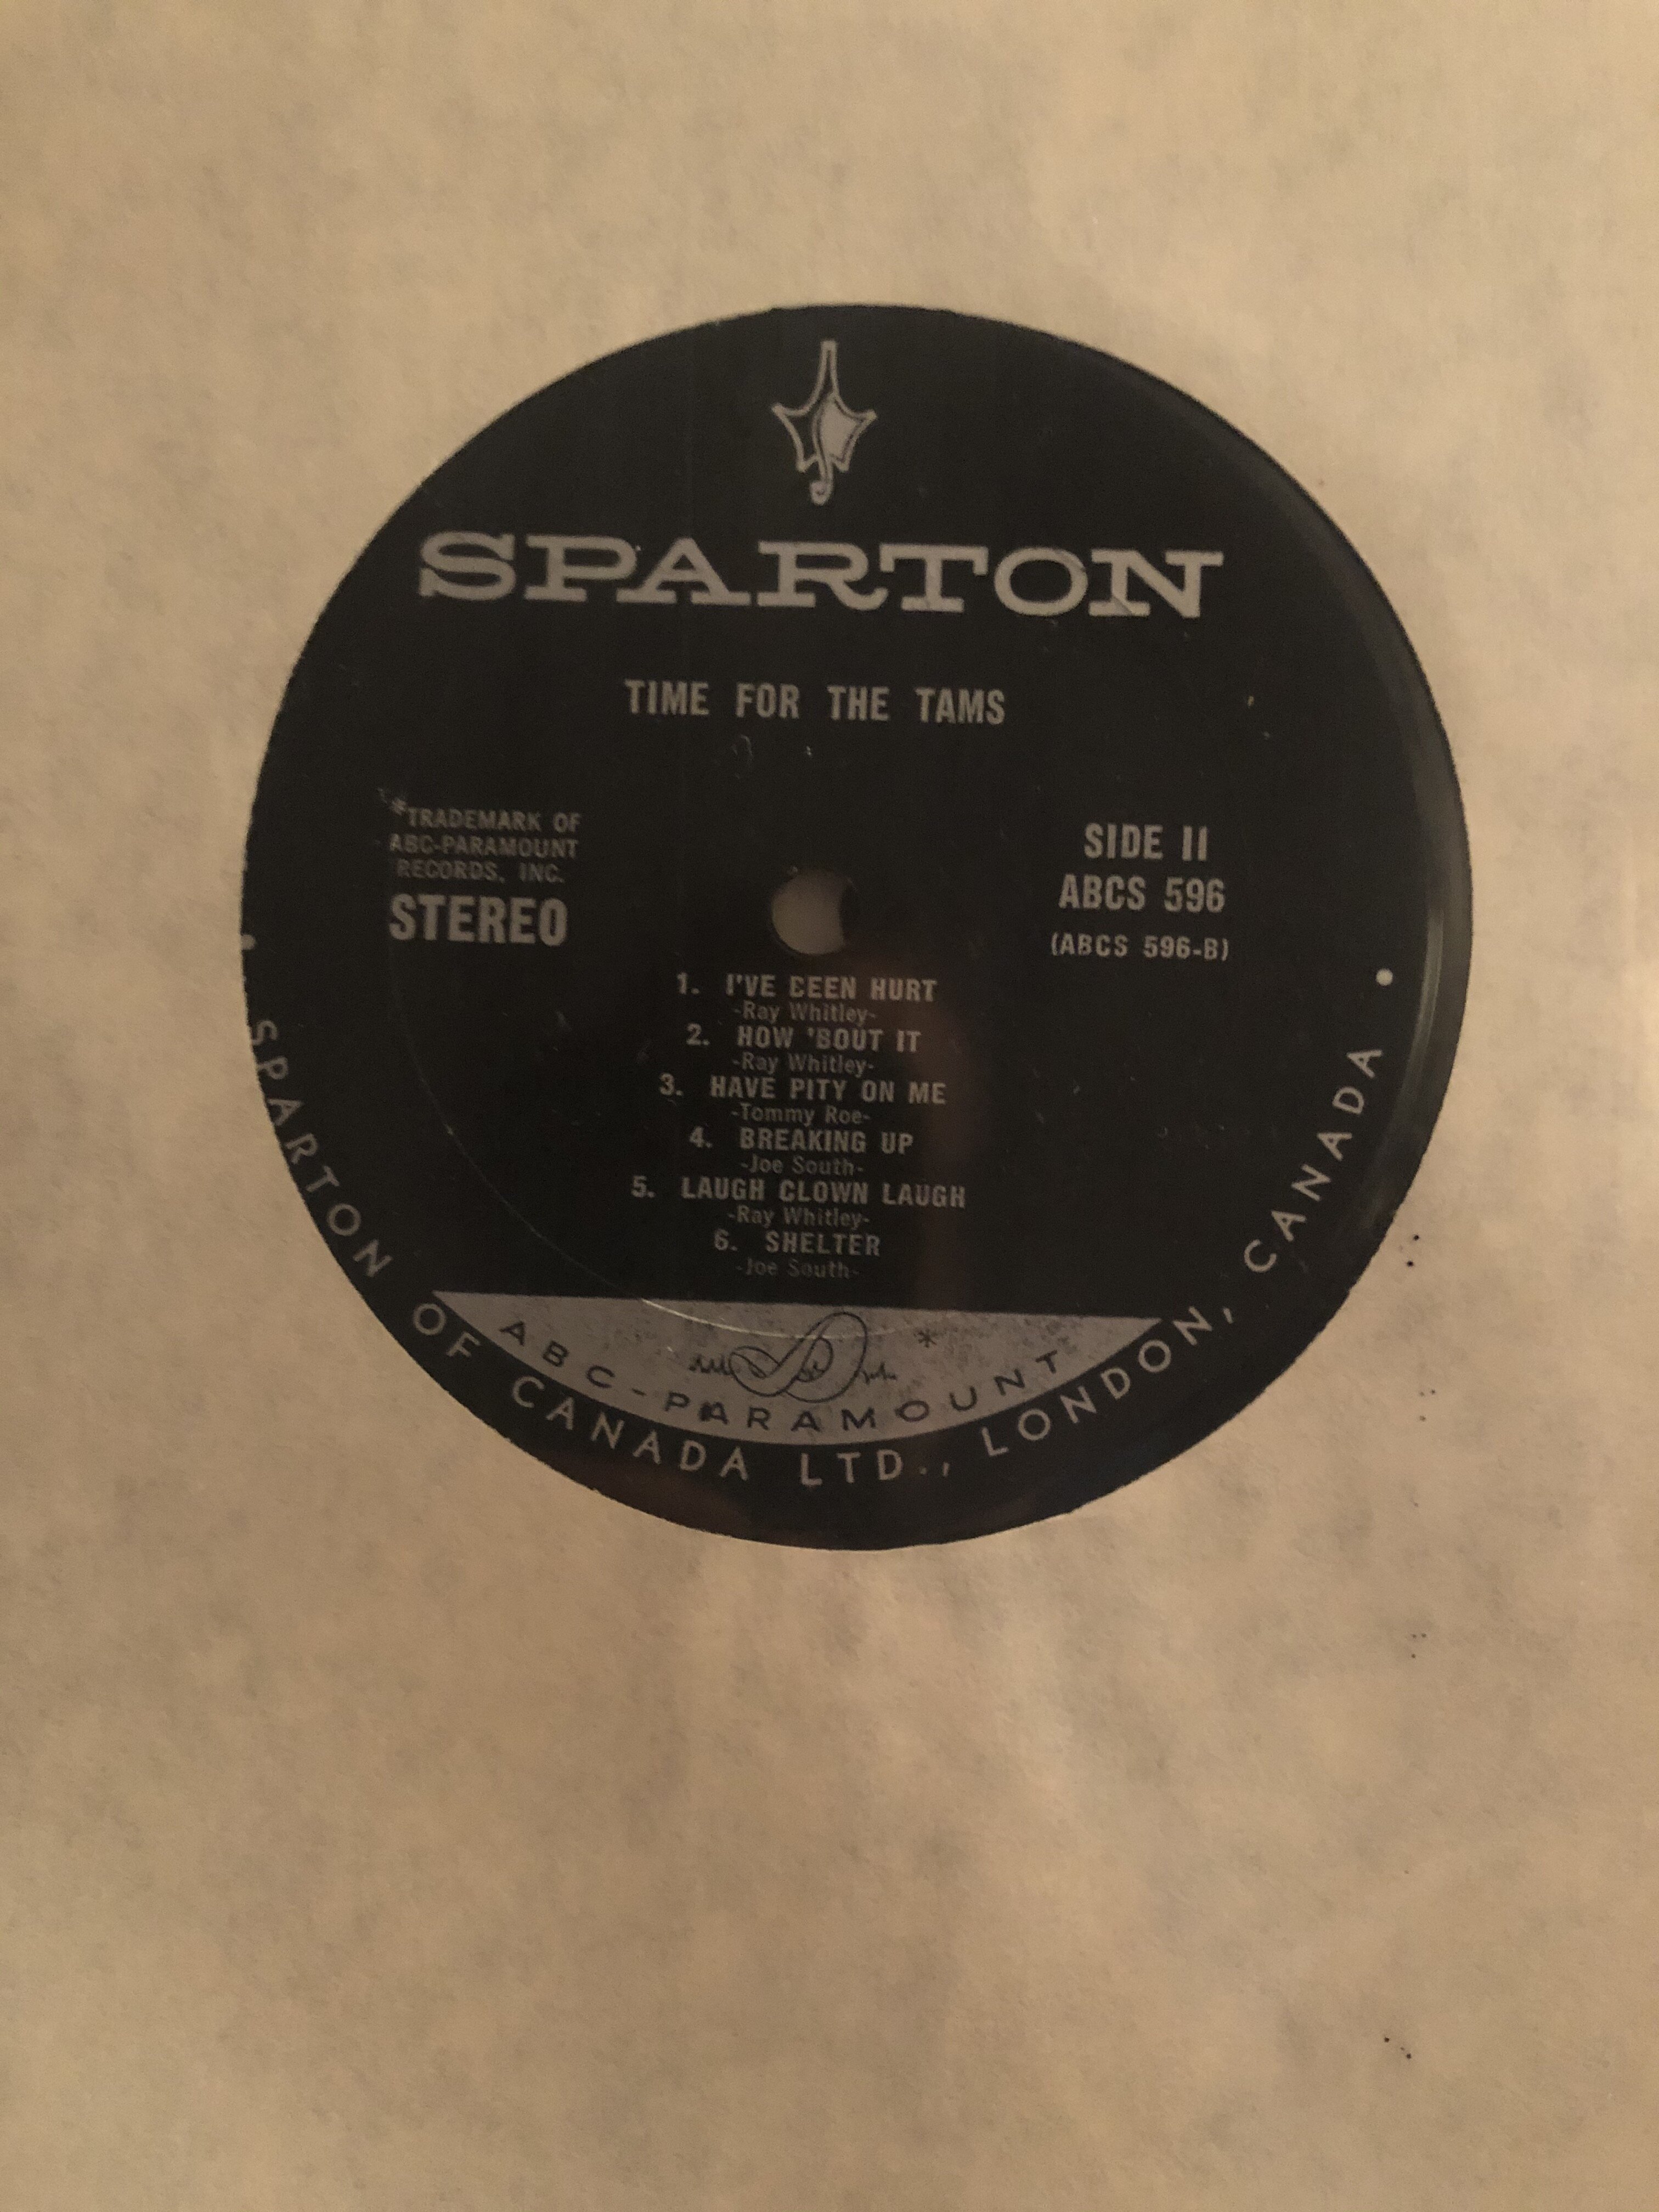 SPARTON
TIME FOR THE TAMS
*TRADEMARK OF
ABC-PARAMOUNT
RECORDS, INC.
STEREO
SIDE II
ABCS 596
(ABCS 596-B)
1. I'VE BEEN HURT
-Ray Whitley-
2. HOW 'BOUT IT
-Ray Whitley-
3. HAVE PITY ON ME
-Tommy Roe-
4. BREAKING UP
-Joe South-
5. LAUGH CLOWN LAUGH
-Ray Whitley-
6. SHELTER
-Joe South-
*
ABC-PARAMOUNT
• SPARTON OF CANADA LTD., LONDON, CANADA •